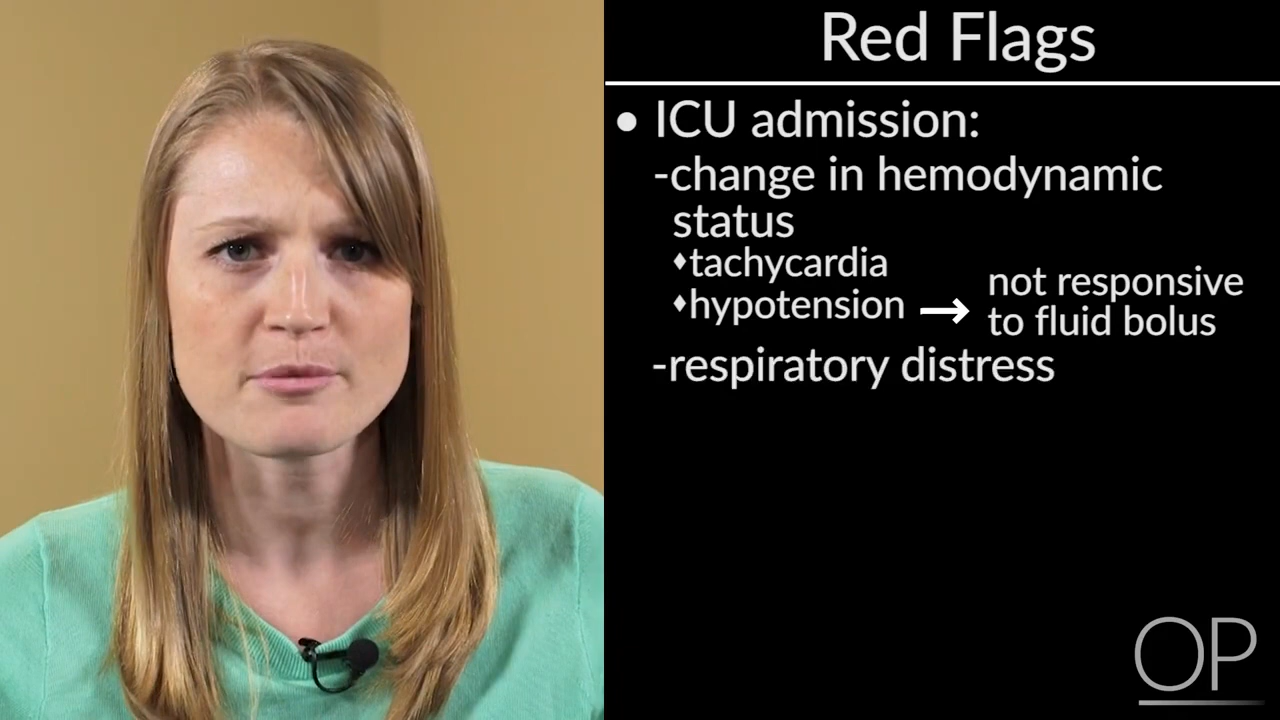 Red Flags
• ICU admission:
-change in hemodynamic
status
♦tachycardia
♦hypotension → not responsive
to fluid bolus
-respiratory distress
OP